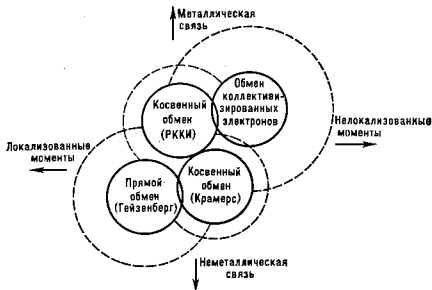 Металлическая
связь
Обмен
коллективи-
зированных
электронов
Косвенный
обмен
(РККИ)
Нелокализованные
моменты
Локализованные
моменты
Прямой
обмен
(Гейзенберг)
Косвенный
обмен
(Крамерс)
Неметаллическая
связь